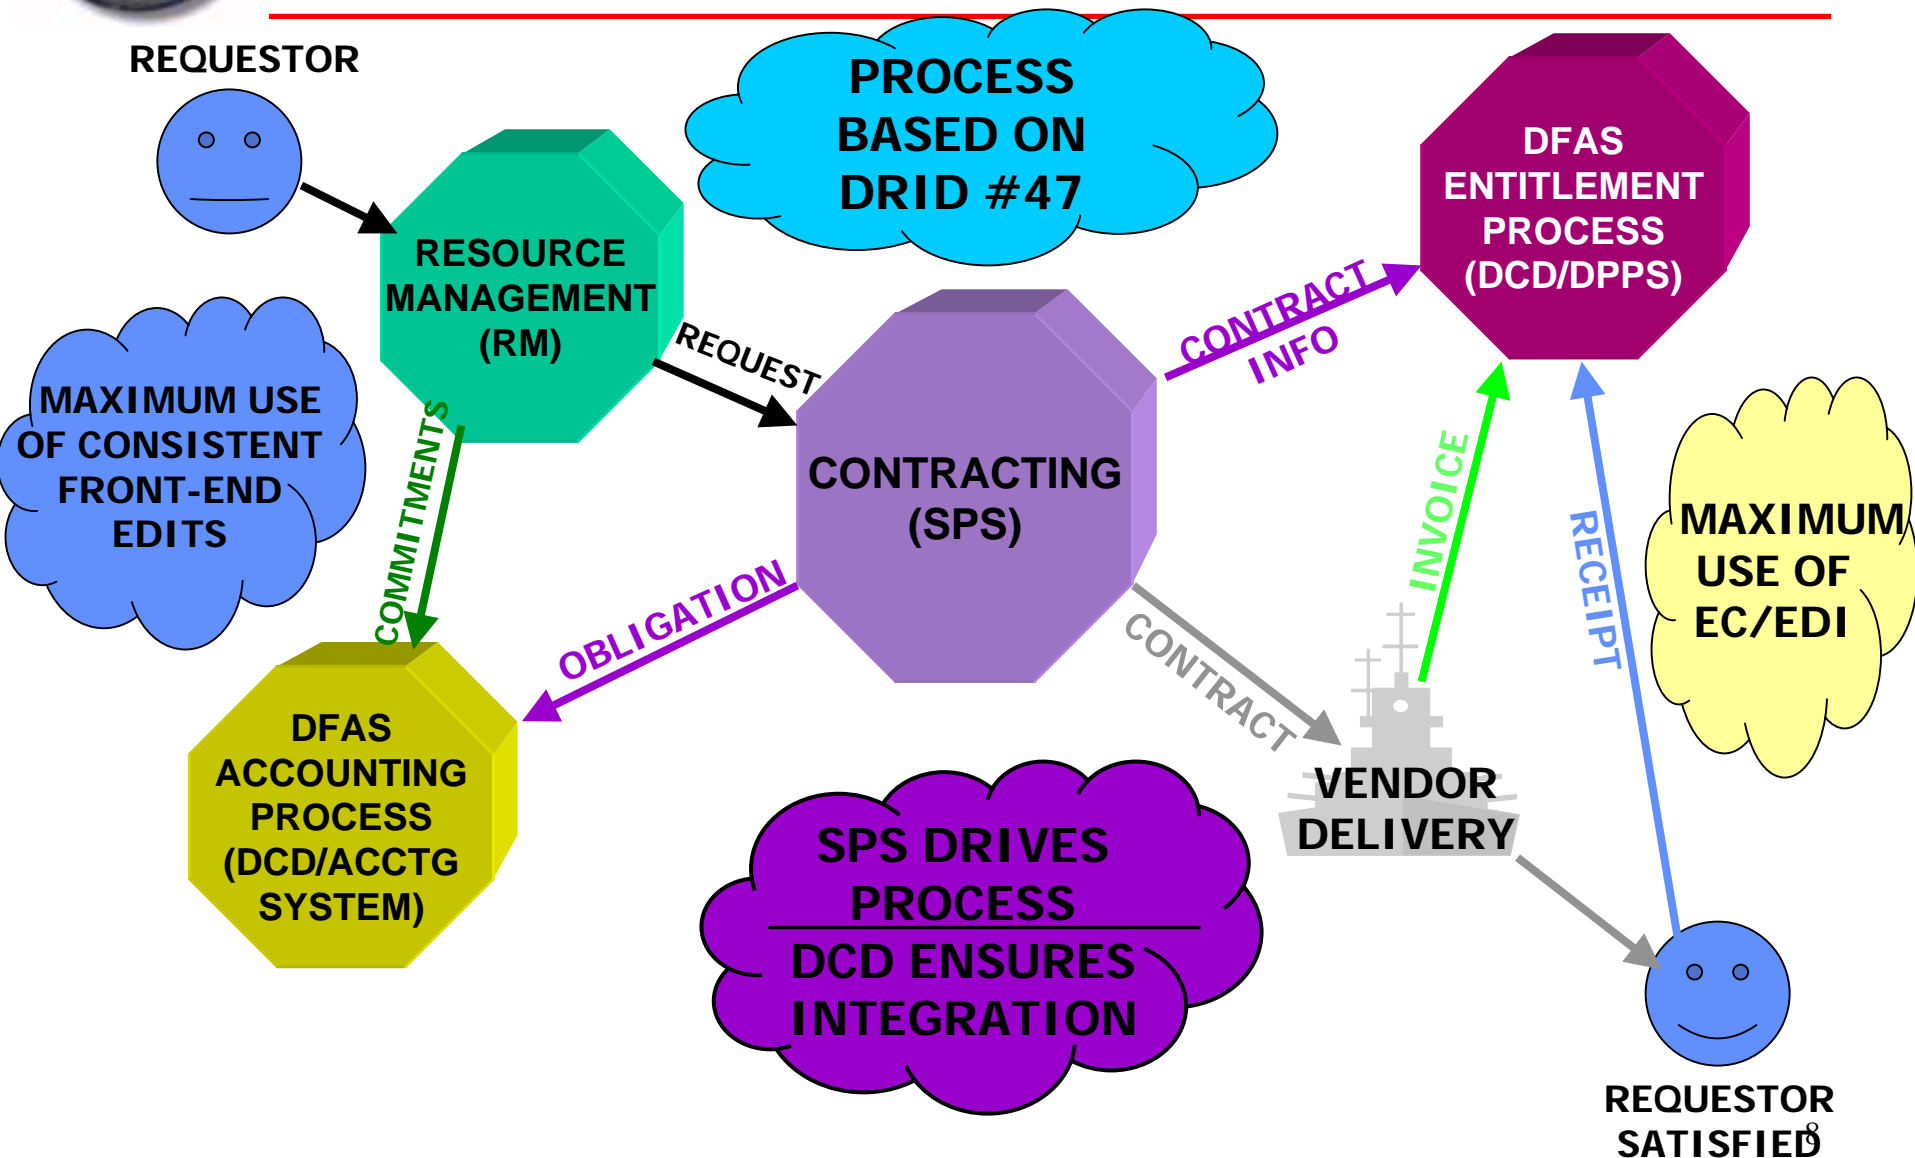 REQUESTOR
PROCESS
BASED ON
DRID #47
DFAS
ENTITLEMENT
PROCESS
(DCD/DPPS)
RESOURCE
MANAGEMENT
(RM)
REQUEST
CONTRACT
INFO
MAXIMUM USE
OF CONSISTENT
FRONT-END
EDITS
COMMITMENTS
CONTRACTING
(SPS)
INVOICE
RECEIPT
MAXIMUM
USE OF
EC/EDI
OBLIGATION
CONTRACT
DFAS
ACCOUNTING
PROCESS
(DCD/ACCTG
SYSTEM)
VENDOR
DELIVERY
SPS DRIVES
PROCESS
DCD ENSURES
INTEGRATION
REQUESTOR
SATISFIED
8